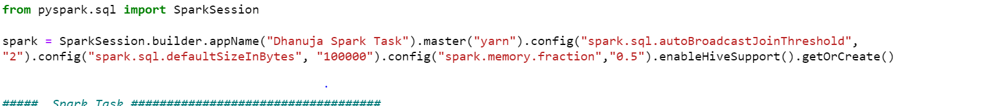 from pyspark.sql import SparkSession
spark = SparkSession.builder.appName("Dhanuja Spark Task").master("yarn").config("spark.sql.autoBroadcastJoinThreshold",
"2").config("spark.sql.defaultSizeInBytes", "100000").config("spark.memory.fraction","0.5").enableHiveSupport().getOrCreate()
#####  Spark Task ###################################